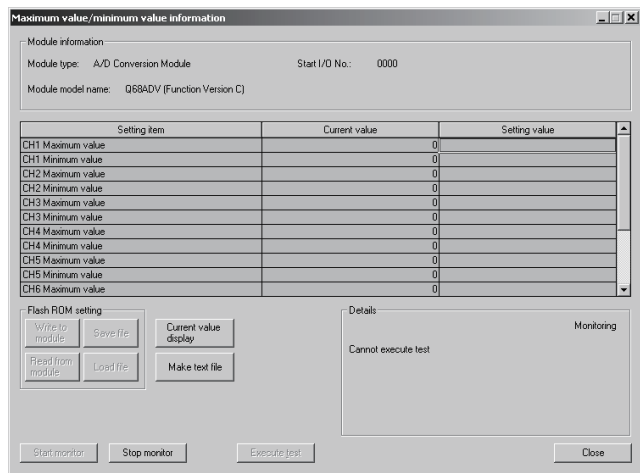 Maximum value/minimum value information
Module information
Module type: A/D Conversion Module Start I/O No.: 0000
Module model name: Q68ADV (Function Version C)
Setting item Current value Setting value
CH1 Maximum value 0
CH1 Minimum value 0
CH2 Maximum value 0
CH2 Minimum value 0
CH3 Maximum value 0
CH3 Minimum value 0
CH4 Maximum value 0
CH4 Minimum value 0
CH5 Maximum value 0
CH5 Minimum value 0
CH6 Maximum value 0
Flash ROM setting
Write to
module
Save file
Read from
module
Load file
Current value
display
Make text file
Details
Monitoring
Cannot execute test
Start monitor
Stop monitor
Execute test
Close